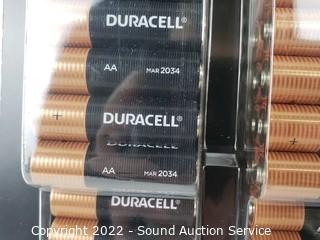 DURACELL®
AA MAR 2034
+ DURACELL®
+
AA MAR 2034
DURACELL
Copyright 2022 - Sound Auction Service